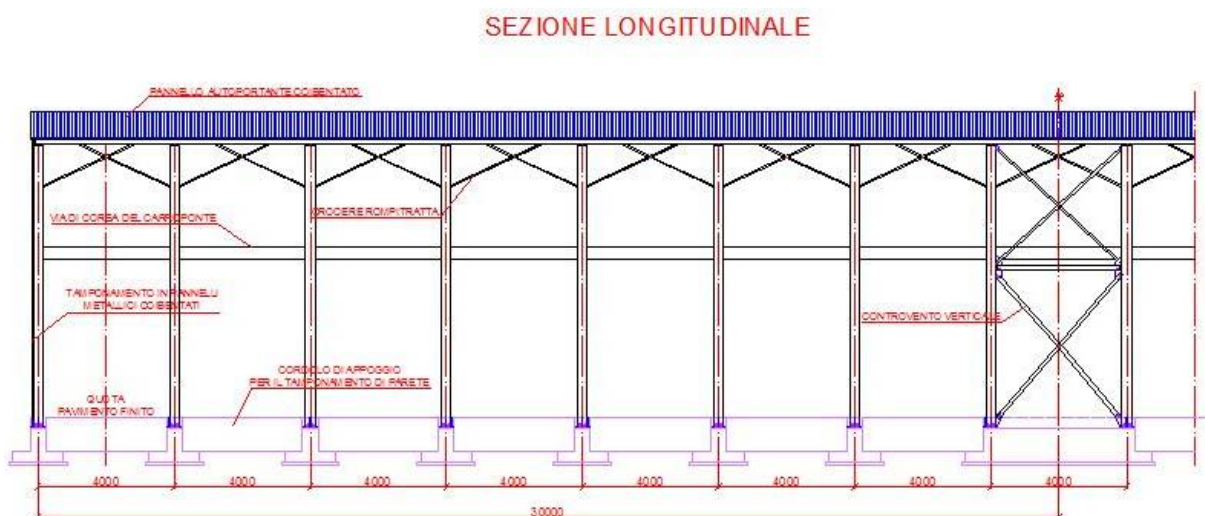 SEZIONE LONGITUDINALE
PANNELLO AUTOPORTANTE COIBENTATO
CROCERE ROMPITRATTA
VIA DI CORSA DEL CARROPONTE
TAMPONAMENTO IN PANNELLI
METALLICI COIBENTATI
CONTROVENTO VERTICALE
CORDOLO DI APPOGGIO
PER IL TAMPONAMENTO DI PARETE
QUOTA
PAVIMENTO FINITO
4000 4000 4000 4000 4000 4000 4000 4000
30000